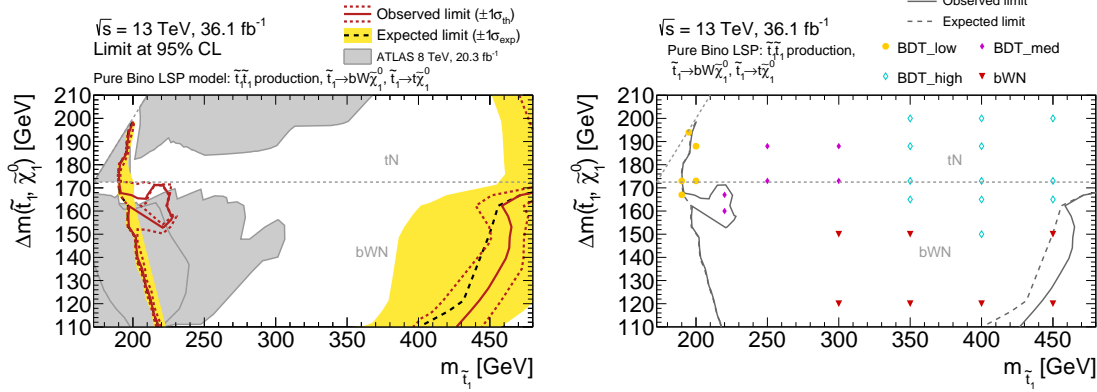 √s = 13 TeV, 36.1 fb⁻¹
Limit at 95% CL
Observed limit (±1σ_th)
Expected limit (±1σ_exp)
ATLAS 8 TeV, 20.3 fb⁻¹
Pure Bino LSP model: t̃₁t̃₁ production, t̃₁→bWχ̃₁⁰, t̃₁→tχ̃₁⁰
Δm(t̃₁, χ̃₁⁰) [GeV]
210
200
190
180
170
160
150
140
130
120
110
tN
bWN
200 250 300 350 400 450
m_t̃₁ [GeV]
√s = 13 TeV, 36.1 fb⁻¹
Pure Bino LSP: t̃₁t̃₁ production,
t̃₁→bWχ̃₁⁰, t̃₁→tχ̃₁⁰
Observed limit
Expected limit
BDT_low BDT_med
BDT_high bWN
Δm(t̃₁, χ̃₁⁰) [GeV]
210
200
190
180
170
160
150
140
130
120
110
tN
bWN
200 250 300 350 400 450
m_t̃₁ [GeV]